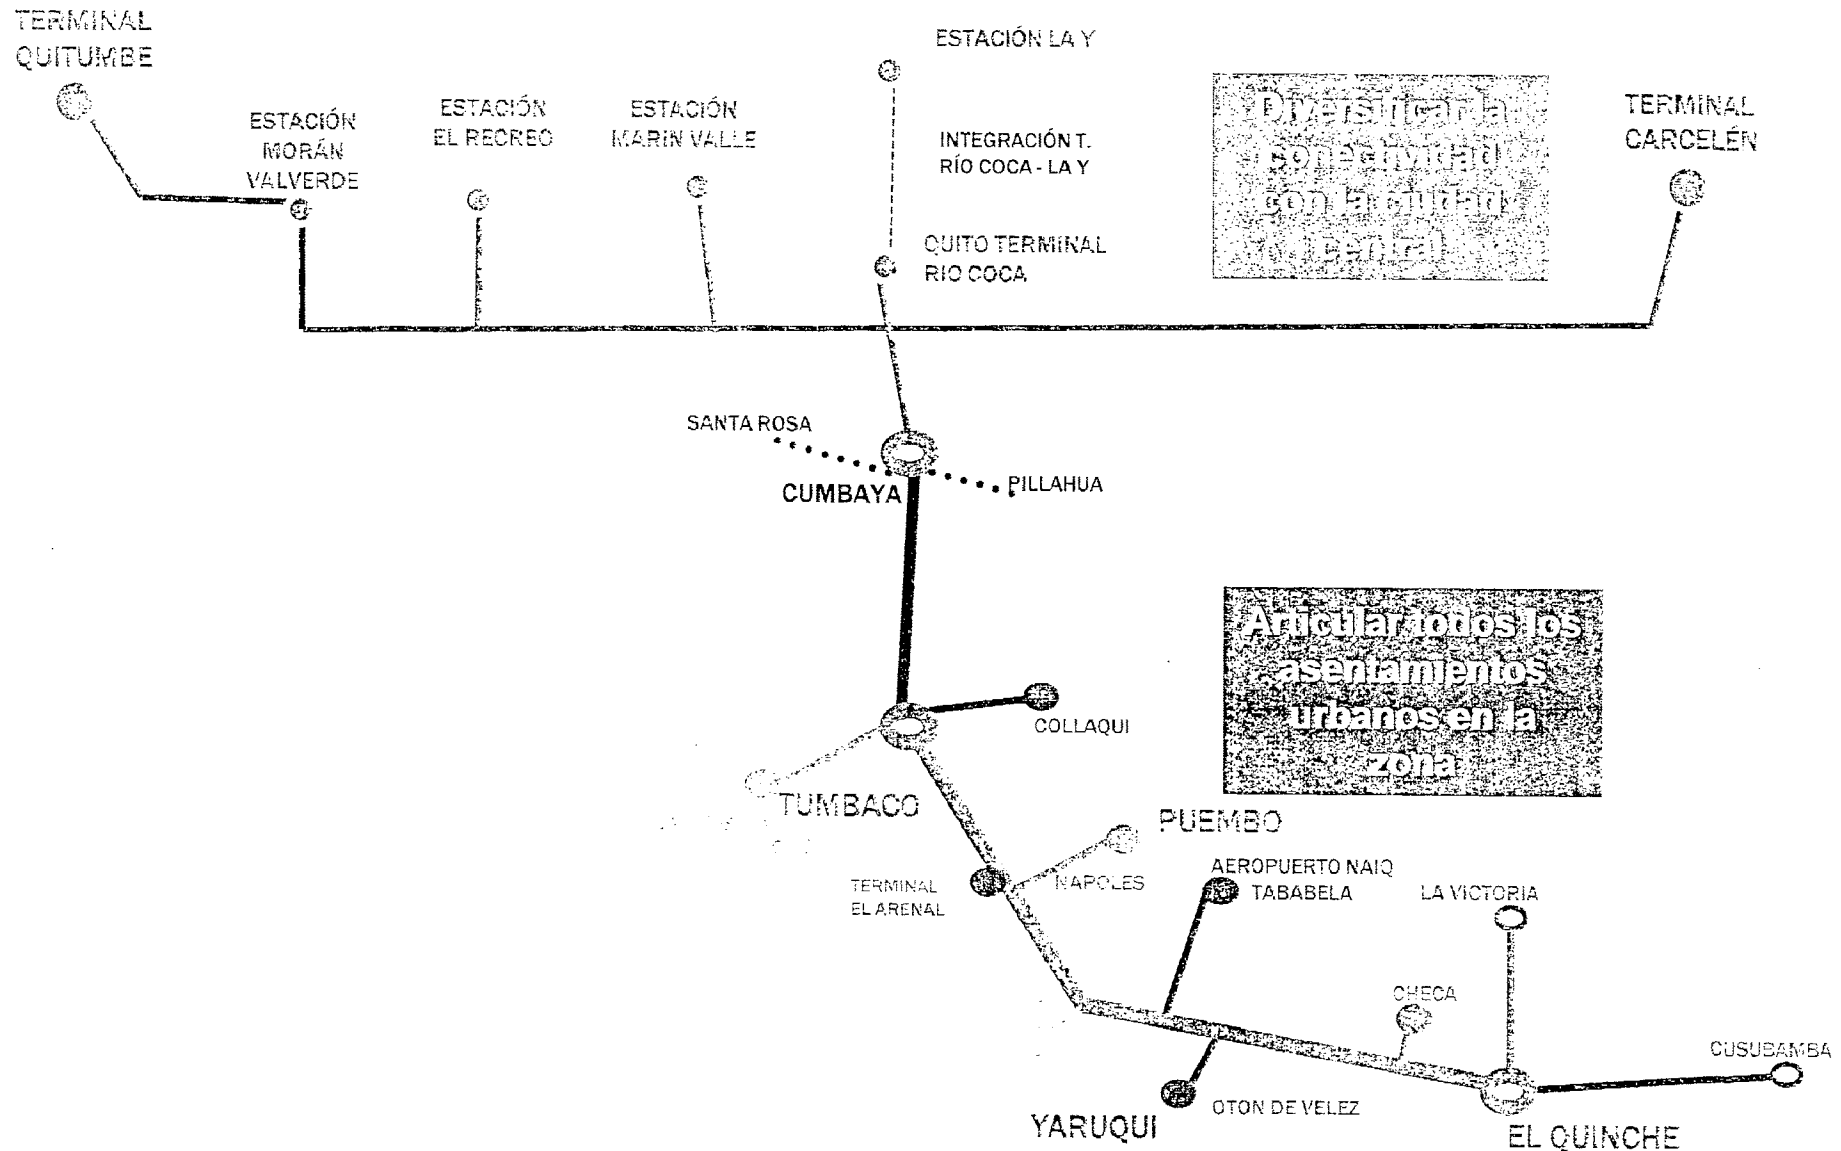 TERMINAL
QUITUMBE
ESTACIÓN
MORÁN
VALVERDE
ESTACIÓN
EL RECREO
ESTACIÓN
MARIN VALLE
ESTACIÓN LA Y
INTEGRACIÓN T.
RÍO COCA - LA Y
QUITO TERMINAL
RIO COCA
Diversificar la
conectividad
con la ciudad
central
TERMINAL
CARCELÉN
SANTA ROSA
CUMBAYA
PILLAHUA
COLLAQUI
TUMBACO
Articular todos los
asentamientos
urbanos en la
zona
PUEMBO
NAPOLES
TERMINAL
EL ARENAL
AEROPUERTO NAIQ
TABABELA
LA VICTORIA
CHECA
CUSUBAMBA
OTON DE VELEZ
YARUQUI
EL QUINCHE